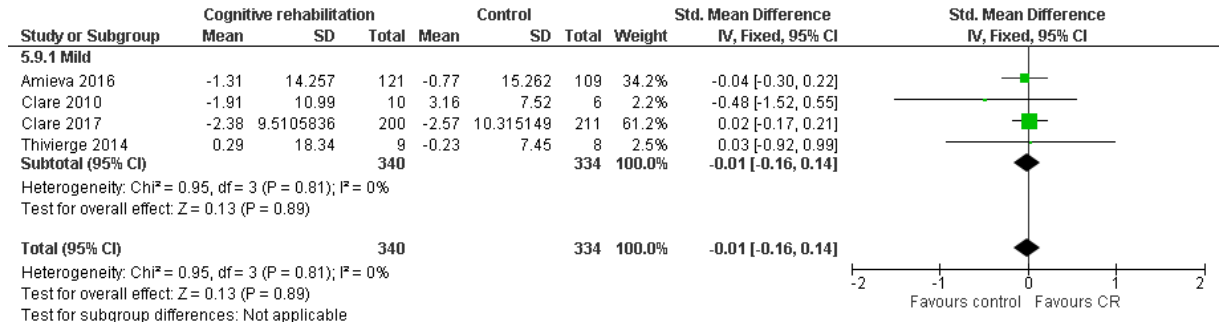 Cognitive rehabilitation Control Std. Mean Difference Std. Mean Difference
Study or Subgroup Mean SD Total Mean SD Total Weight IV, Fixed, 95% CI IV, Fixed, 95% CI
5.9.1 Mild
Amieva 2016 -1.31 14.257 121 -0.77 15.262 109 34.2% -0.04 [-0.30, 0.22]
Clare 2010 -1.91 10.99 10 3.16 7.52 6 2.2% -0.48 [-1.52, 0.55]
Clare 2017 -2.38 9.5105836 200 -2.57 10.315149 211 61.2% 0.02 [-0.17, 0.21]
Thivierge 2014 0.29 18.34 9 -0.23 7.45 8 2.5% 0.03 [-0.92, 0.99]
Subtotal (95% CI) 340 334 100.0% -0.01 [-0.16, 0.14]
Heterogeneity: Chi² = 0.95, df = 3 (P = 0.81); I² = 0%
Test for overall effect: Z = 0.13 (P = 0.89)
Total (95% CI) 340 334 100.0% -0.01 [-0.16, 0.14]
Heterogeneity: Chi² = 0.95, df = 3 (P = 0.81); I² = 0%
Test for overall effect: Z = 0.13 (P = 0.89)
Test for subgroup differences: Not applicable
-2 -1 0 1 2
Favours control Favours CR